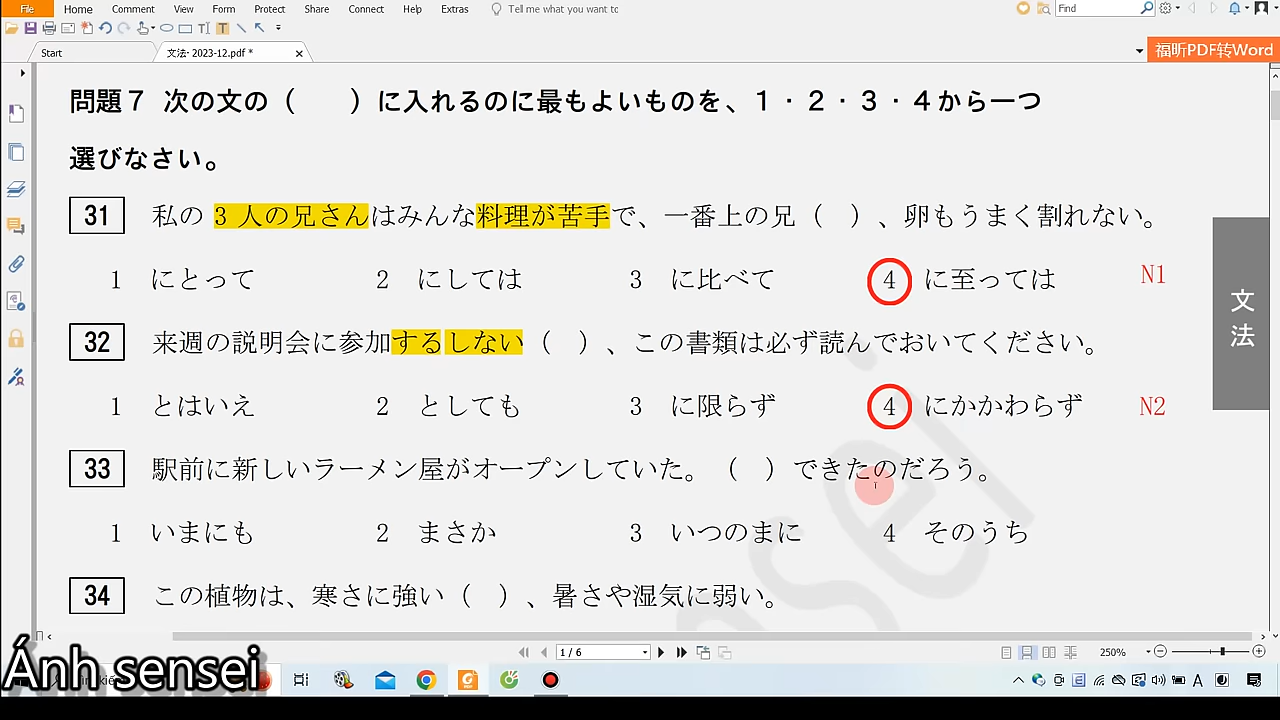 File Home Comment View Form Protect Share Connect Help Extras Tell me what you want to Find
Start 文法- 2023-12.pdf * 福昕PDF转Word
問題7 次の文の（　　）に入れるのに最もよいものを、1・2・3・4から一つ
選びなさい。
31 私の 3 人の兄さんはみんな料理が苦手で、一番上の兄（　）、卵もうまく割れない。
1 にとって 2 にしては 3 に比べて 4 に至っては N1
文法
32 来週の説明会に参加するしない（　）、この書類は必ず読んでおいてください。
1 とはいえ 2 としても 3 に限らず 4 にかかわらず N2
33 駅前に新しいラーメン屋がオープンしていた。（　）できたのだろう。
1 いまにも 2 まさか 3 いつのまに 4 そのうち
34 この植物は、寒さに強い（　）、暑さや湿気に弱い。
sensei
1 / 6 250%
Ánh sensei